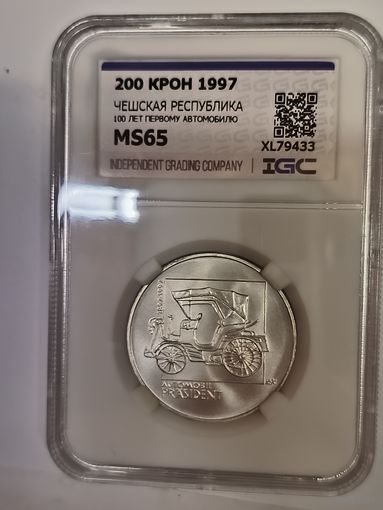 200 КРОН 1997
ЧЕШСКАЯ РЕСПУБЛИКА
100 ЛЕТ ПЕРВОМУ АВТОМОБИЛЮ
MS65
XL79433
INDEPENDENT GRADING COMPANY
IGC
AUTOMOBIL
PRÄSIDENT